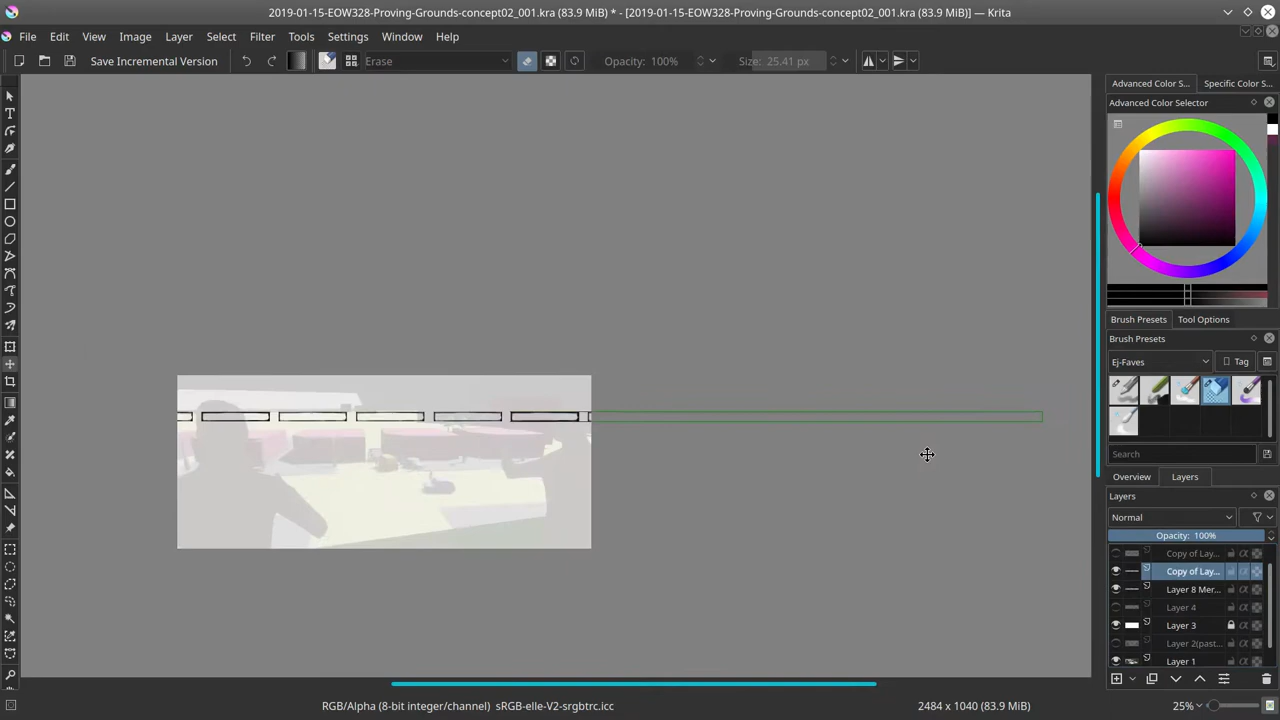 2019-01-15-EOW328-Proving-Grounds-concept02_001.kra (83.9 MiB) * - [2019-01-15-EOW328-Proving-Grounds-concept02_001.kra (83.9 MiB)] — Krita
File Edit View Image Layer Select Filter Tools Settings Window Help
Save Incremental Version Erase Opacity: 100% Size: 25.41 px
Advanced Color S... Specific Color S...
Advanced Color Selector
Brush Presets Tool Options
Brush Presets
Ej-Faves Tag
Search
Overview Layers
Layers
Normal
Opacity: 100%
Copy of Lay...
Copy of Lay...
Layer 8 Mer...
Layer 4
Layer 3
Layer 2(past...
Layer 1
RGB/Alpha (8-bit integer/channel) sRGB-elle-V2-srgbtrc.icc 2484 x 1040 (83.9 MiB) 25%